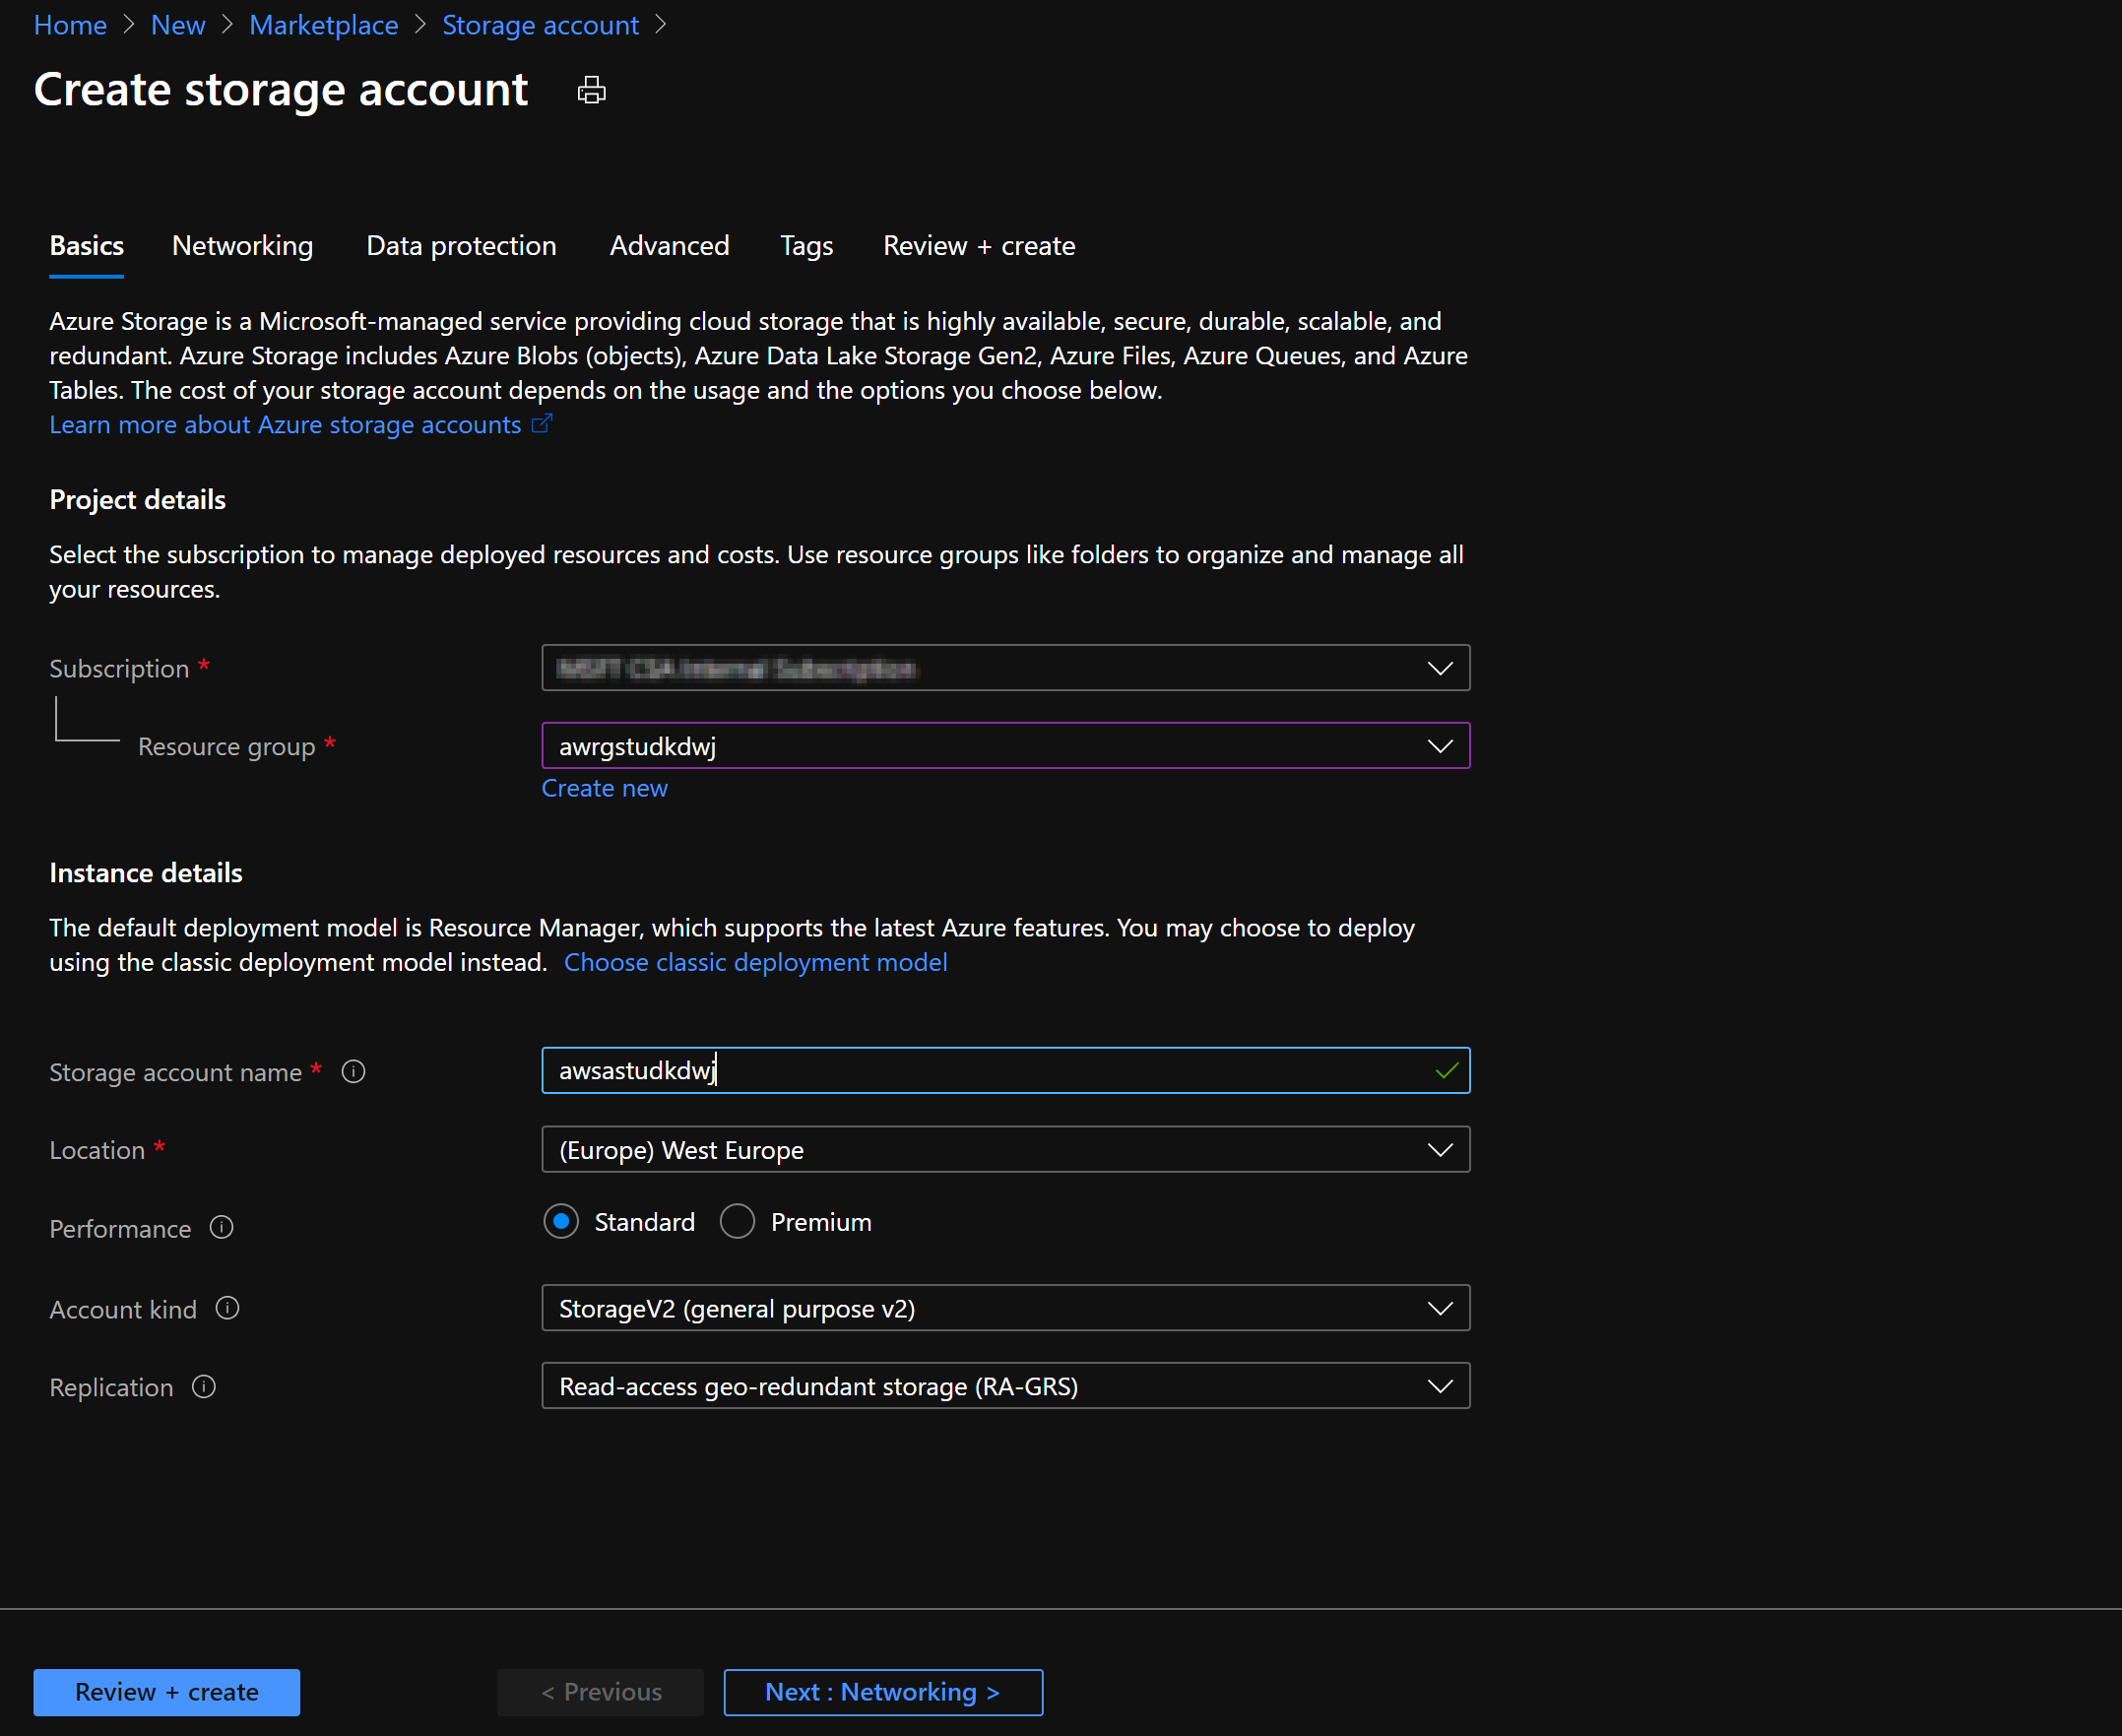 Home > New > Marketplace > Storage account >
Create storage account
Basics Networking Data protection Advanced Tags Review + create
Azure Storage is a Microsoft-managed service providing cloud storage that is highly available, secure, durable, scalable, and
redundant. Azure Storage includes Azure Blobs (objects), Azure Data Lake Storage Gen2, Azure Files, Azure Queues, and Azure
Tables. The cost of your storage account depends on the usage and the options you choose below.
Learn more about Azure storage accounts
Project details
Select the subscription to manage deployed resources and costs. Use resource groups like folders to organize and manage all
your resources.
Subscription *
Resource group * awrgstudkdwj
Create new
Instance details
The default deployment model is Resource Manager, which supports the latest Azure features. You may choose to deploy
using the classic deployment model instead. Choose classic deployment model
Storage account name * awsastudkdwj
Location * (Europe) West Europe
Performance Standard Premium
Account kind StorageV2 (general purpose v2)
Replication Read-access geo-redundant storage (RA-GRS)
Review + create < Previous Next : Networking >